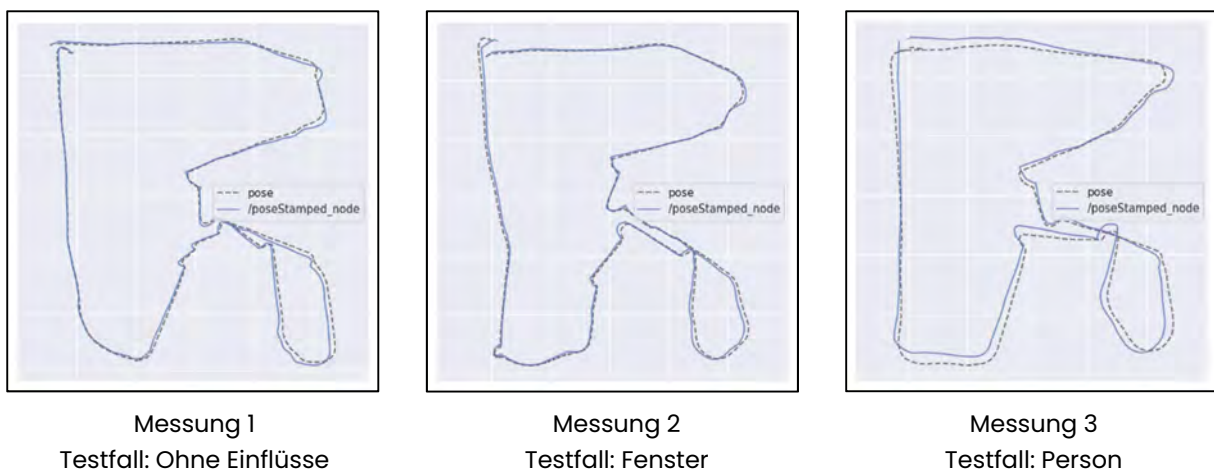 pose
/poseStamped_node
pose
/poseStamped_node
pose
/poseStamped_node
Messung 1
Testfall: Ohne Einflüsse
Messung 2
Testfall: Fenster
Messung 3
Testfall: Person